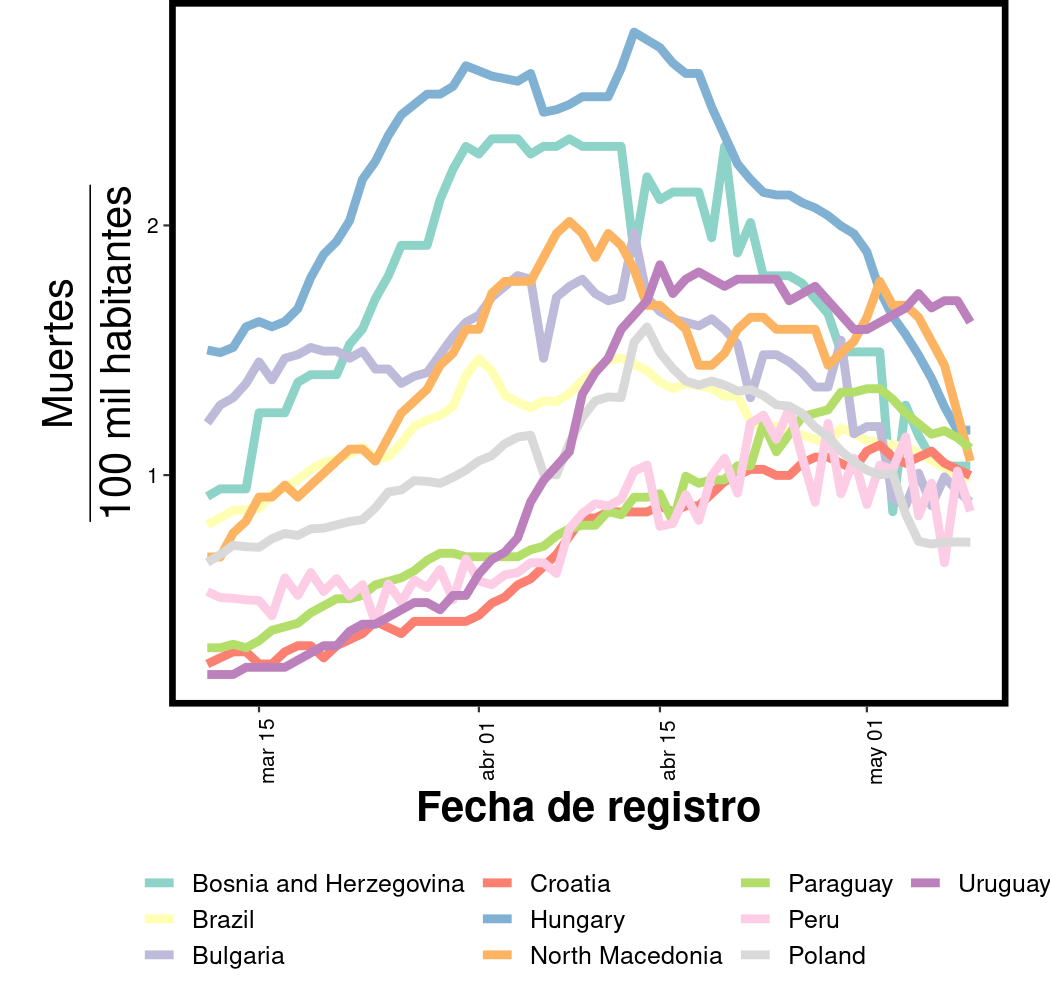 Muertes
100 mil habitantes
2
1
mar 15
abr 01
abr 15
may 01
Fecha de registro
Bosnia and Herzegovina
Croatia
Paraguay
Uruguay
Brazil
Hungary
Peru
Bulgaria
North Macedonia
Poland